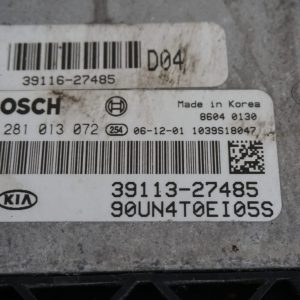 D04
39116-27485
BOSCH
Made in Korea
8604 0130
281 013 072 254 06-12-01 1039S18047
KIA
39113-27485
90UN4T0EI05S